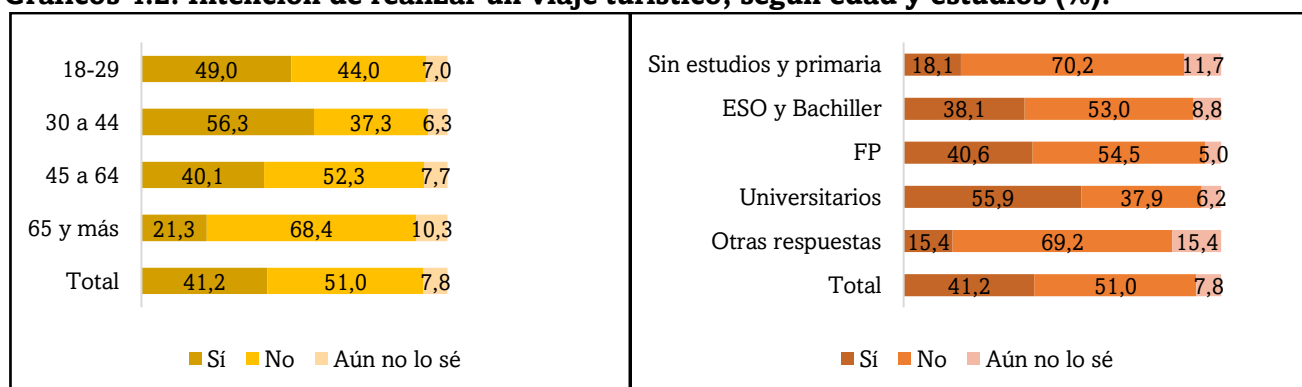 Gráficos 4.2. Intención de realizar un viaje turístico, según edad y estudios (%).
18-29 49,0 44,0 7,0
30 a 44 56,3 37,3 6,3
45 a 64 40,1 52,3 7,7
65 y más 21,3 68,4 10,3
Total 41,2 51,0 7,8
Sí No Aún no lo sé
Sin estudios y primaria 18,1 70,2 11,7
ESO y Bachiller 38,1 53,0 8,8
FP 40,6 54,5 5,0
Universitarios 55,9 37,9 6,2
Otras respuestas 15,4 69,2 15,4
Total 41,2 51,0 7,8
Sí No Aún no lo sé